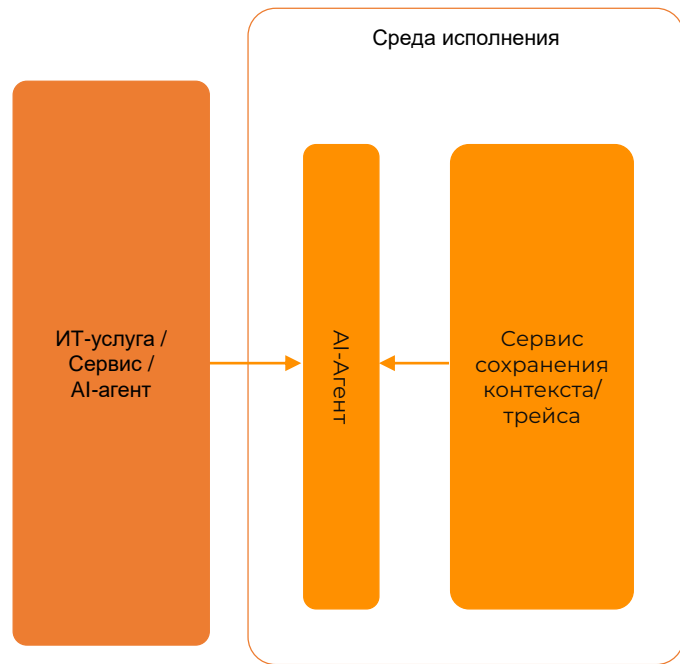 Среда исполнения
ИТ-услуга /
Сервис /
AI-агент
AI-Агент
Сервис
сохранения
контекста/
трейса